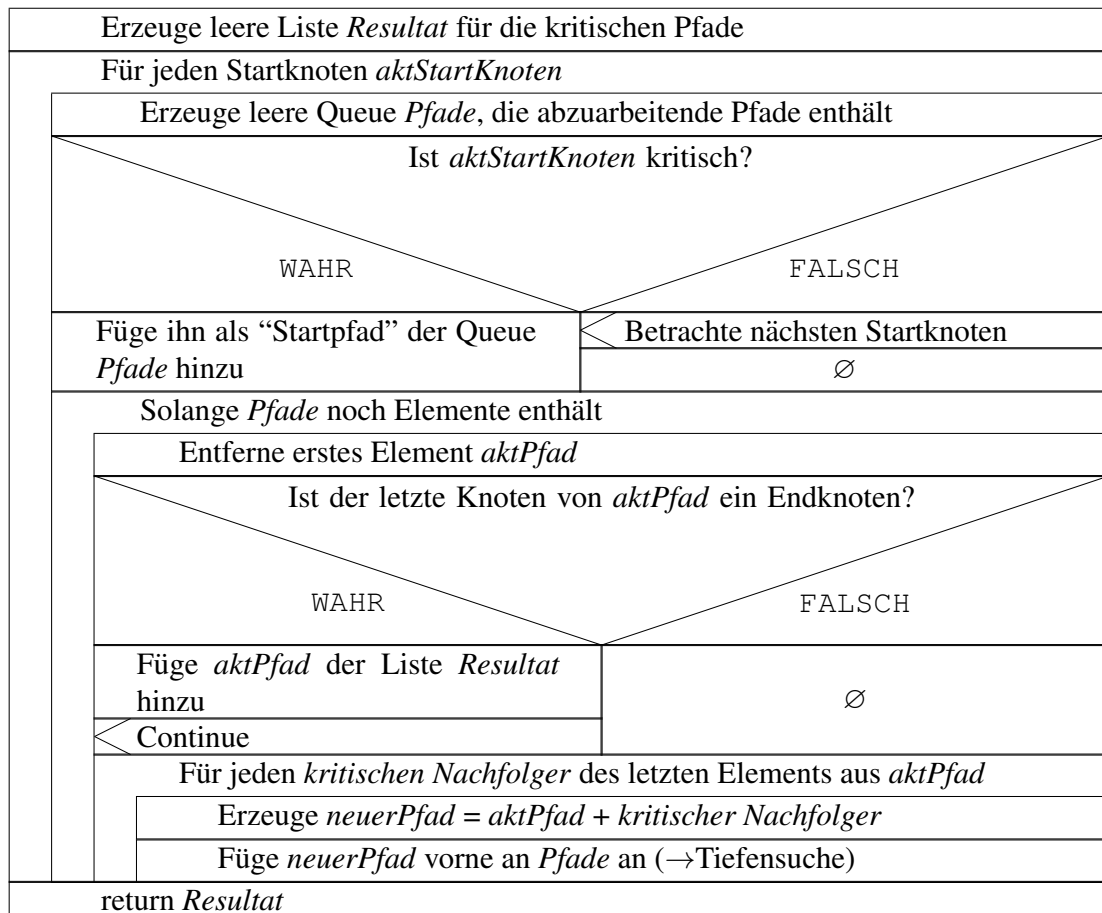 Erzeuge leere Liste Resultat für die kritischen Pfade
Für jeden Startknoten aktStartKnoten
Erzeuge leere Queue Pfade, die abzuarbeitende Pfade enthält
Ist aktStartKnoten kritisch?
WAHR
FALSCH
Füge ihn als “Startpfad” der Queue
Pfade hinzu
Betrachte nächsten Startknoten
∅
Solange Pfade noch Elemente enthält
Entferne erstes Element aktPfad
Ist der letzte Knoten von aktPfad ein Endknoten?
WAHR
FALSCH
Füge aktPfad der Liste Resultat
hinzu
∅
Continue
Für jeden kritischen Nachfolger des letzten Elements aus aktPfad
Erzeuge neuerPfad = aktPfad + kritischer Nachfolger
Füge neuerPfad vorne an Pfade an (→Tiefensuche)
return Resultat